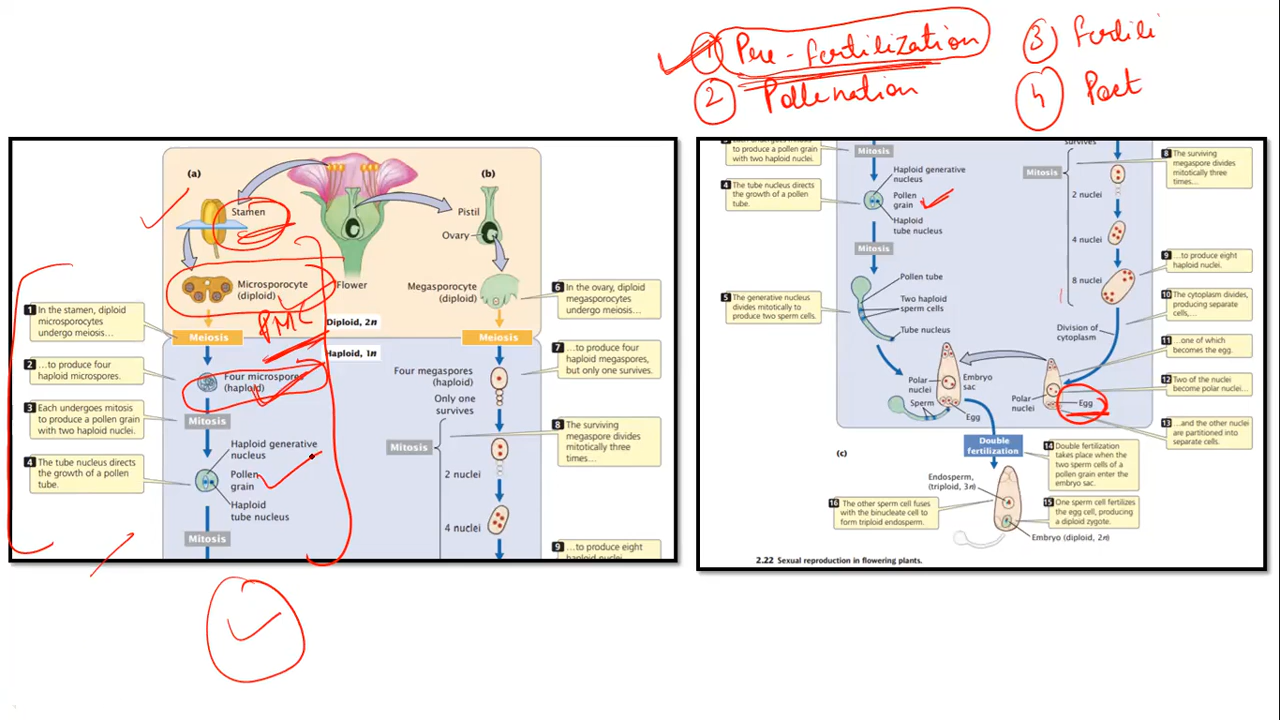 ① Pre-fertilization
② Pollenation
③ fertili
④ Post
(a)
Stamen
(b)
Pistil
Ovary
Microsporocyte
(diploid)
PMC
Flower
Megasporocyte
(diploid)
Diploid, 2n
Haploid, 1n
1 In the stamen, diploid
microsporocytes
undergo meiosis…
Meiosis
Meiosis
6 In the ovary, diploid
megasporocytes
undergo meiosis…
2 …to produce four
haploid microspores.
Four microspores
(haploid)
Four megaspores
(haploid)
7 …to produce four
haploid megaspores,
but only one survives.
Only one
survives
3 Each undergoes mitosis
to produce a pollen grain
with two haploid nuclei.
Mitosis
Mitosis
8 The surviving
megaspore divides
mitotically three
times…
4 The tube nucleus directs
the growth of a pollen
tube.
Haploid generative
nucleus
Pollen
grain
Haploid
tube nucleus
2 nuclei
4 nuclei
Mitosis
9 …to produce eight
haploid nuclei.
to produce a pollen grain
with two haploid nuclei.
Mitosis
survives
4 The tube nucleus directs
the growth of a pollen
tube.
Haploid generative
nucleus
Pollen
grain
Haploid
tube nucleus
Mitosis
Mitosis
8 The surviving
megaspore divides
mitotically three
times…
2 nuclei
4 nuclei
8 nuclei
9 …to produce eight
haploid nuclei.
5 The generative nucleus
divides mitotically to
produce two sperm cells.
Pollen tube
Two haploid
sperm cells
Tube nucleus
10 The cytoplasm divides,
producing separate
cells,…
Division of
cytoplasm
11 …one of which
becomes the egg.
12 Two of the nuclei
become polar nuclei…
13 …and the other nuclei
are partitioned into
separate cells.
Polar
nuclei
Embryo
sac
Sperm
Egg
Polar
nuclei
Egg
(c)
Double
fertilization
14 Double fertilization
takes place when the
two sperm cells of a
pollen grain enter the
embryo sac.
Endosperm,
(triploid, 3n)
16 The other sperm cell fuses
with the binucleate cell to
form triploid endosperm.
15 One sperm cell fertilizes
the egg cell, producing
a diploid zygote.
Embryo (diploid, 2n)
2.22 Sexual reproduction in flowering plants.